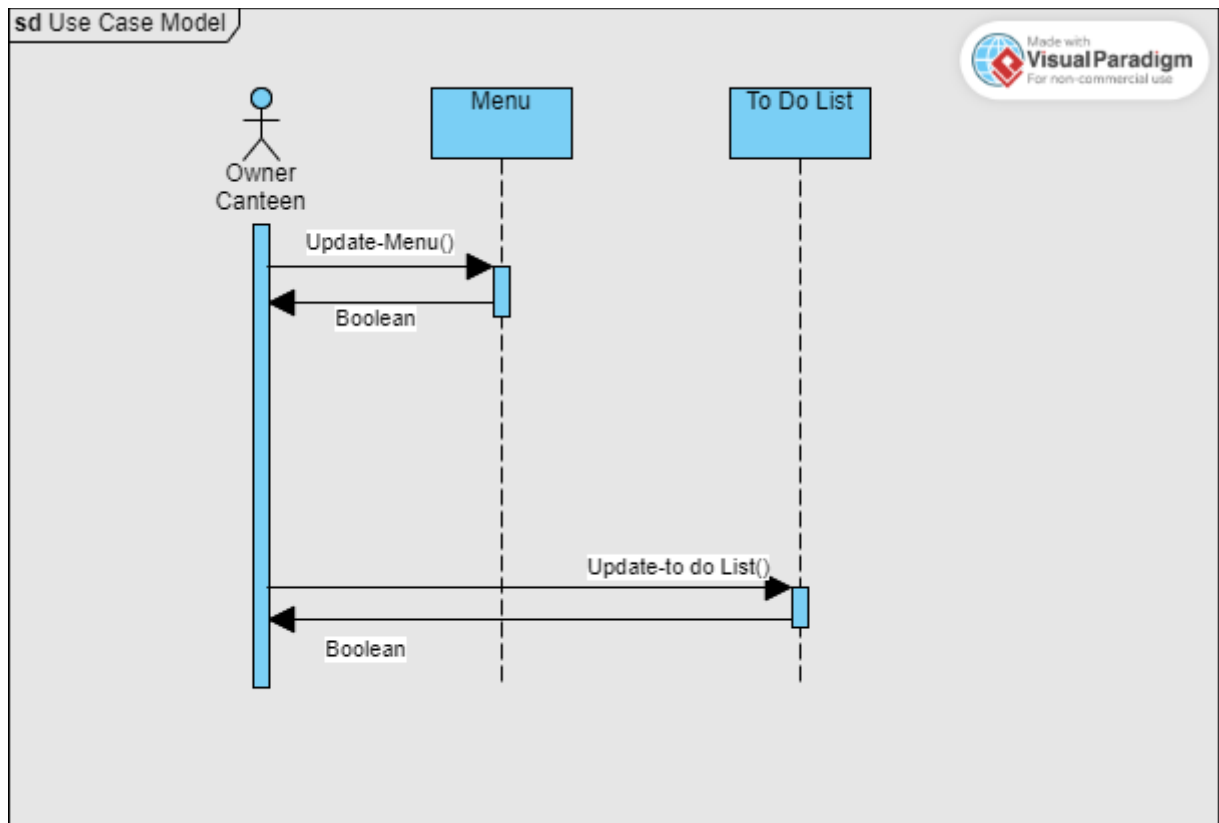 sd Use Case Model
Made with
Visual Paradigm
For non-commercial use
Menu
To Do List
Owner
Canteen
Update-Menu()
Boolean
Update-to do List()
Boolean